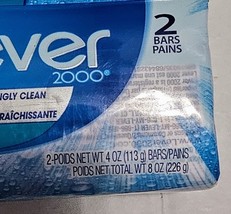 ever
2000®
2
BARS
PAINS
NGLY CLEAN
RAÎCHISSANTE
2-POIDS NET WT 4 OZ (113 g) BARS/PAINS
POIDS NET TOTAL WT 8 OZ (226 g)